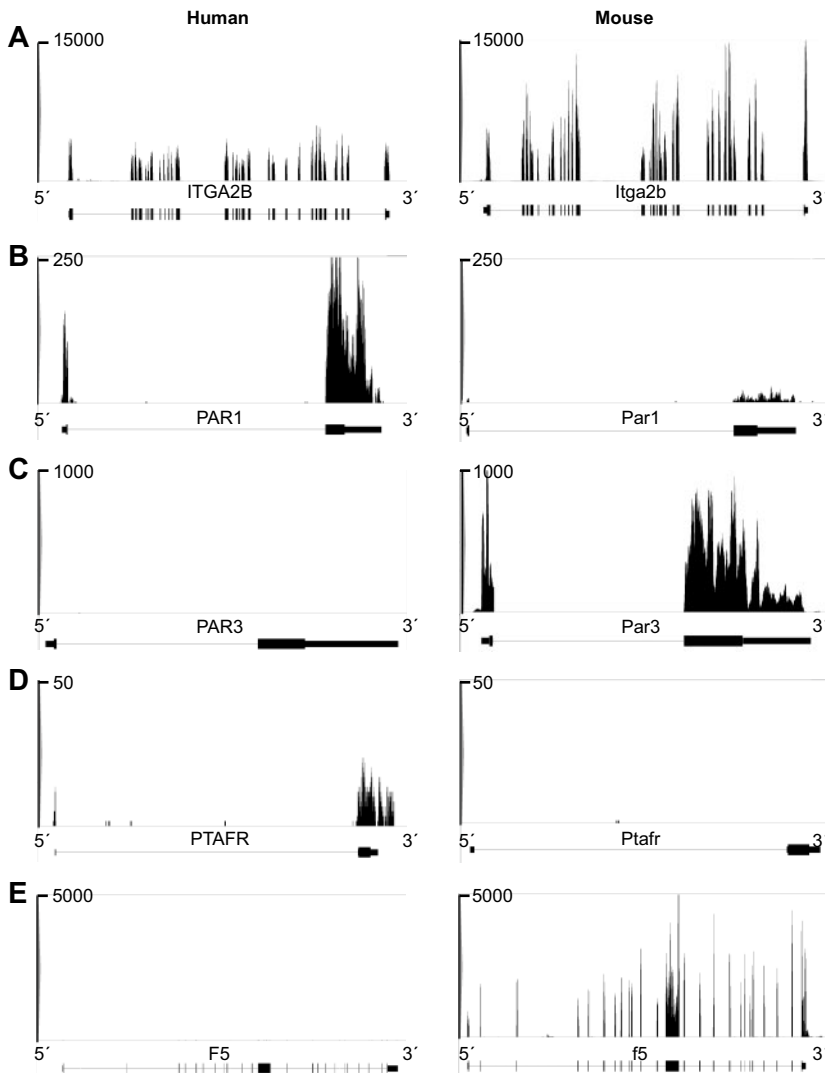 Human Mouse
A 15000 15000
5´ ITGA2B 3´ 5´ Itga2b 3
B 250 250
5´ PAR1 3´ 5´ Par1 3
C 1000 1000
5´ PAR3 3´ 5´ Par3 3
D 50 50
5´ PTAFR 3´ 5´ Ptafr 3
E 5000 5000
5´ F5 3´ 5´ f5 3